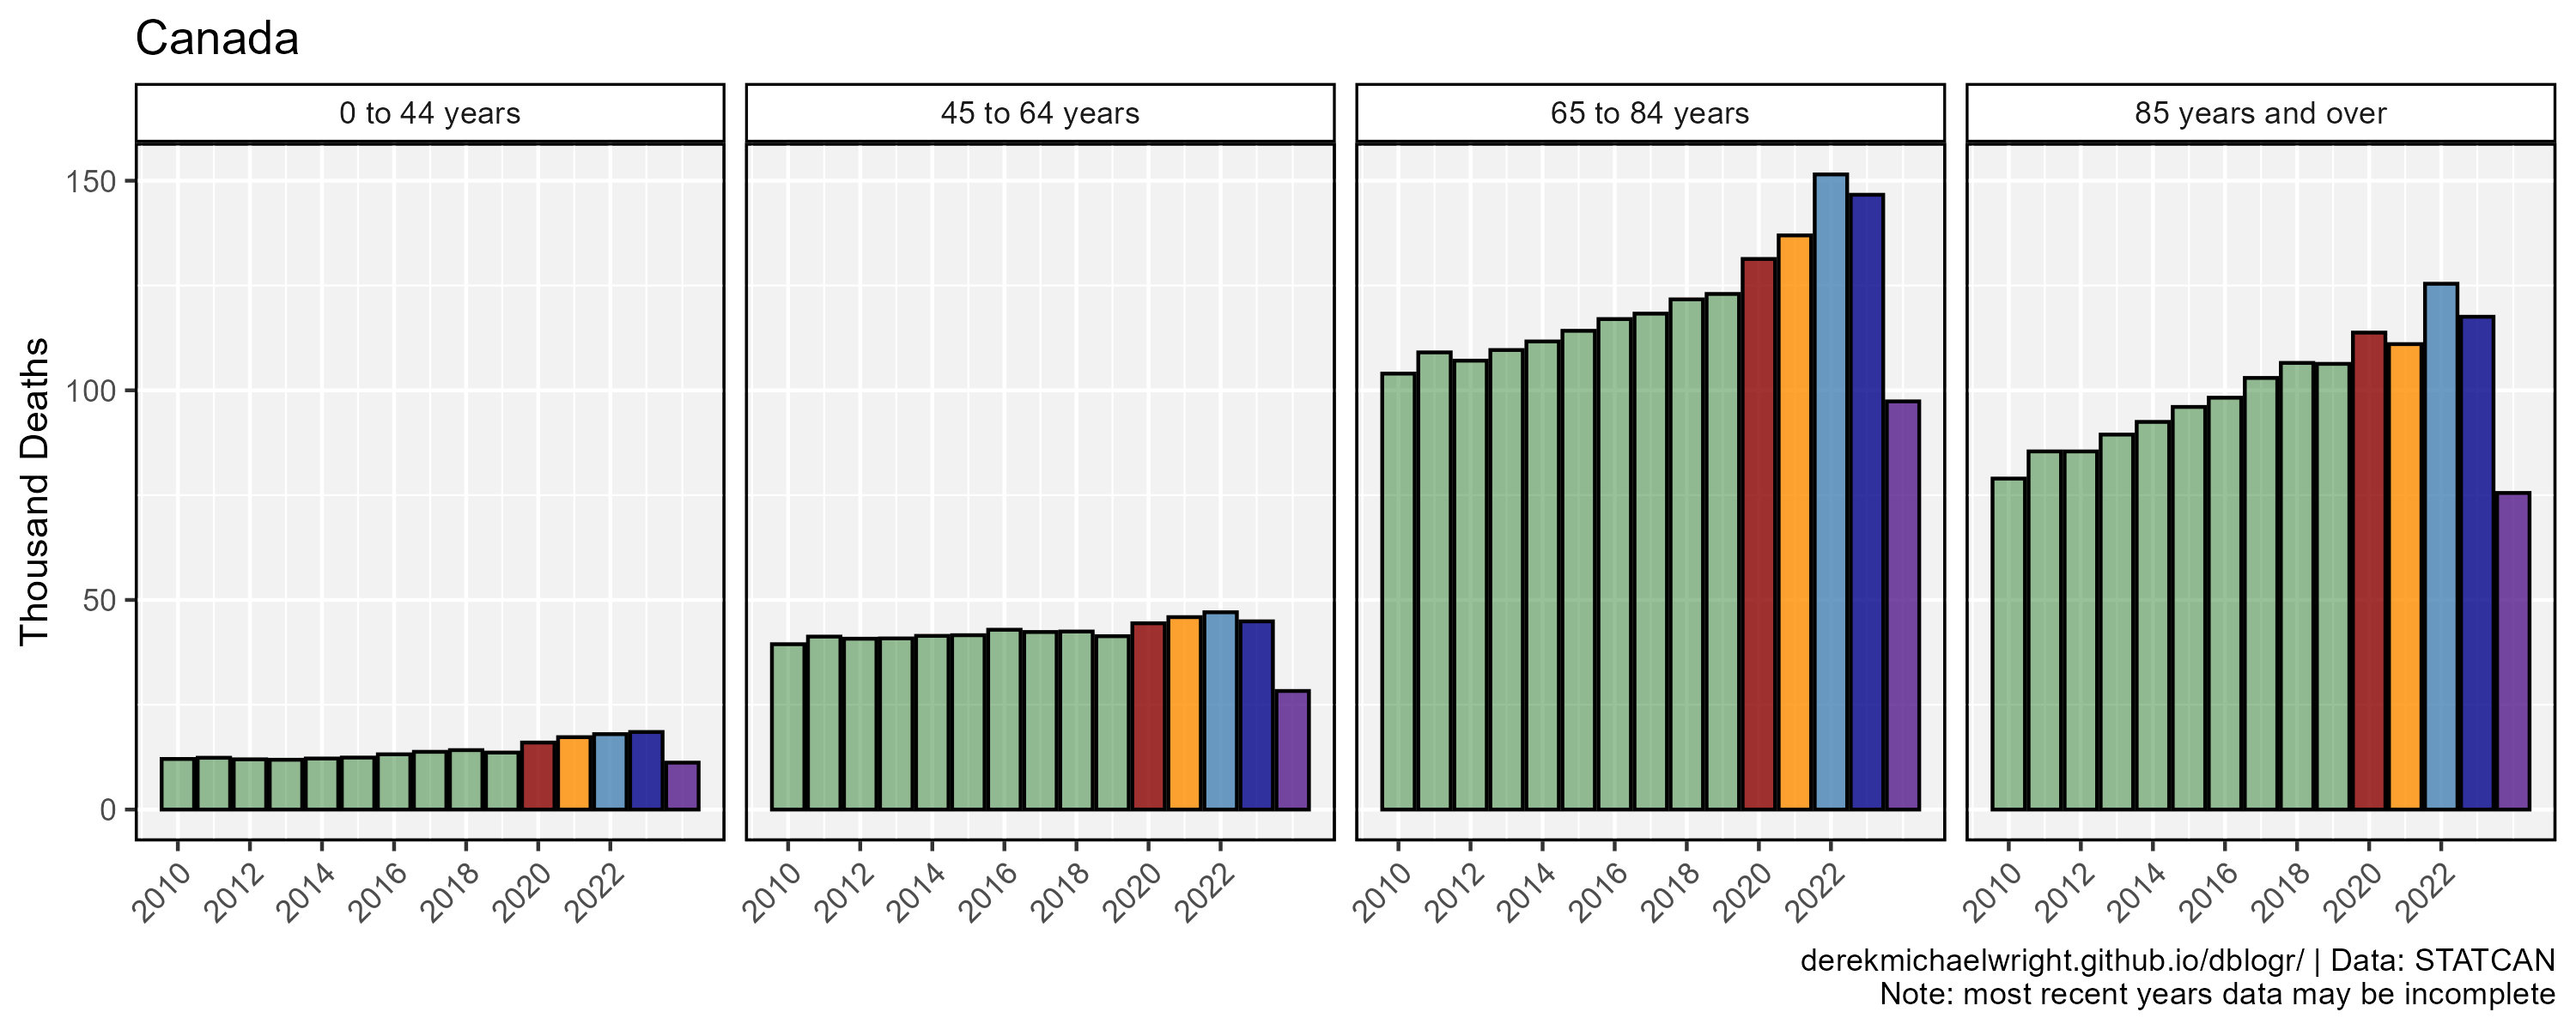 Canada
0 to 44 years
45 to 64 years
65 to 84 years
85 years and over
Thousand Deaths
150
100
50
0
2010 2012 2014 2016 2018 2020 2022
2010 2012 2014 2016 2018 2020 2022
2010 2012 2014 2016 2018 2020 2022
2010 2012 2014 2016 2018 2020 2022
derekmichaelwright.github.io/dblogr/ | Data: STATCAN
Note: most recent years data may be incomplete